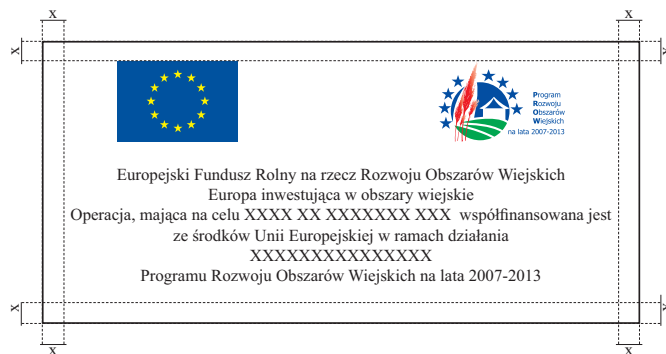 x x
x x
Program
Rozwoju
Obszarów
Wiejskich
na lata 2007-2013
Europejski Fundusz Rolny na rzecz Rozwoju Obszarów Wiejskich
Europa inwestująca w obszary wiejskie
Operacja, mająca na celu XXXX XX XXXXXXX XXX współfinansowana jest
ze środków Unii Europejskiej w ramach działania
XXXXXXXXXXXXXXX
Programu Rozwoju Obszarów Wiejskich na lata 2007-2013
x x
x x